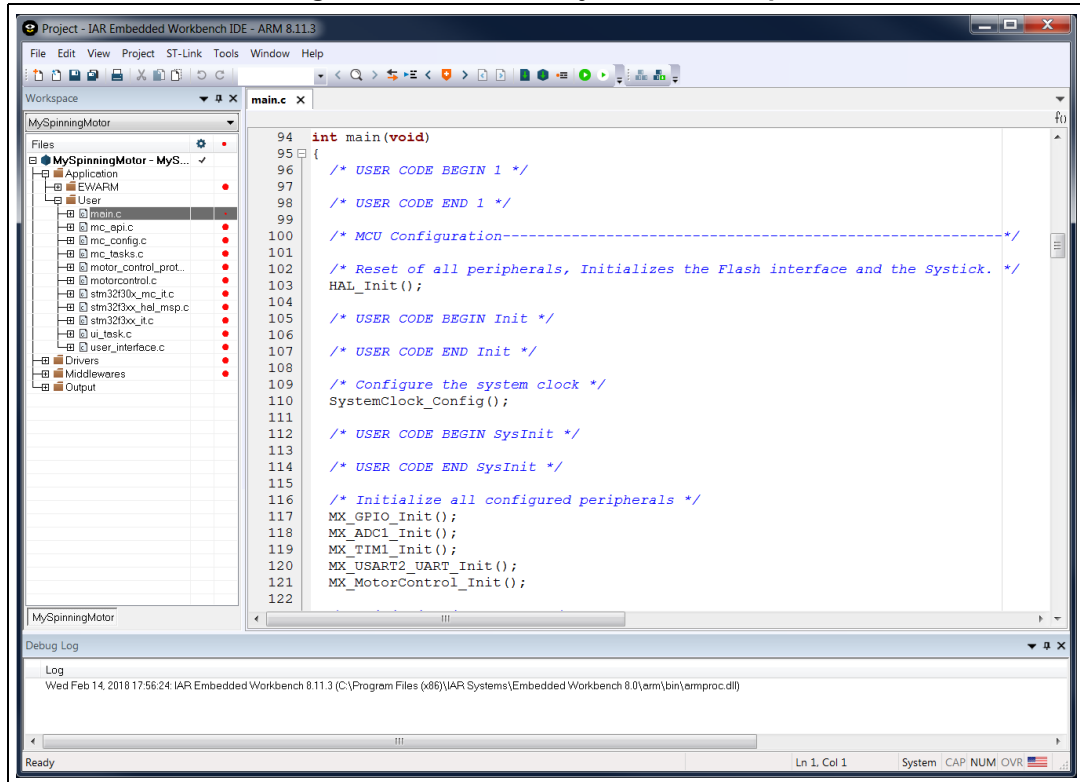 Project - IAR Embedded Workbench IDE - ARM 8.11.3
File Edit View Project ST-Link Tools Window Help
Workspace
main.c
MySpinningMotor
Files
MySpinningMotor - MyS...
Application
EWARM
User
main.c
mc_api.c
mc_config.c
mc_tasks.c
motor_control_prot...
motorcontrol.c
stm32f30x_mc_it.c
stm32f3xx_hal_msp.c
stm32f3xx_it.c
ui_task.c
user_interface.c
Drivers
Middlewares
Output
MySpinningMotor
f()
94 int main(void)
95 {
96 /* USER CODE BEGIN 1 */
97
98 /* USER CODE END 1 */
99
100 /* MCU Configuration----------------------------------------------------------*/
101
102 /* Reset of all peripherals, Initializes the Flash interface and the Systick. */
103 HAL_Init();
104
105 /* USER CODE BEGIN Init */
106
107 /* USER CODE END Init */
108
109 /* Configure the system clock */
110 SystemClock_Config();
111
112 /* USER CODE BEGIN SysInit */
113
114 /* USER CODE END SysInit */
115
116 /* Initialize all configured peripherals */
117 MX_GPIO_Init();
118 MX_ADC1_Init();
119 MX_TIM1_Init();
120 MX_USART2_UART_Init();
121 MX_MotorControl_Init();
122
Debug Log
Log
Wed Feb 14, 2018 17:56:24: IAR Embedded Workbench 8.11.3 (C:\Program Files (x86)\IAR Systems\Embedded Workbench 8.0\arm\bin\armproc.dll)
Ready
Ln 1, Col 1
System CAP NUM OVR